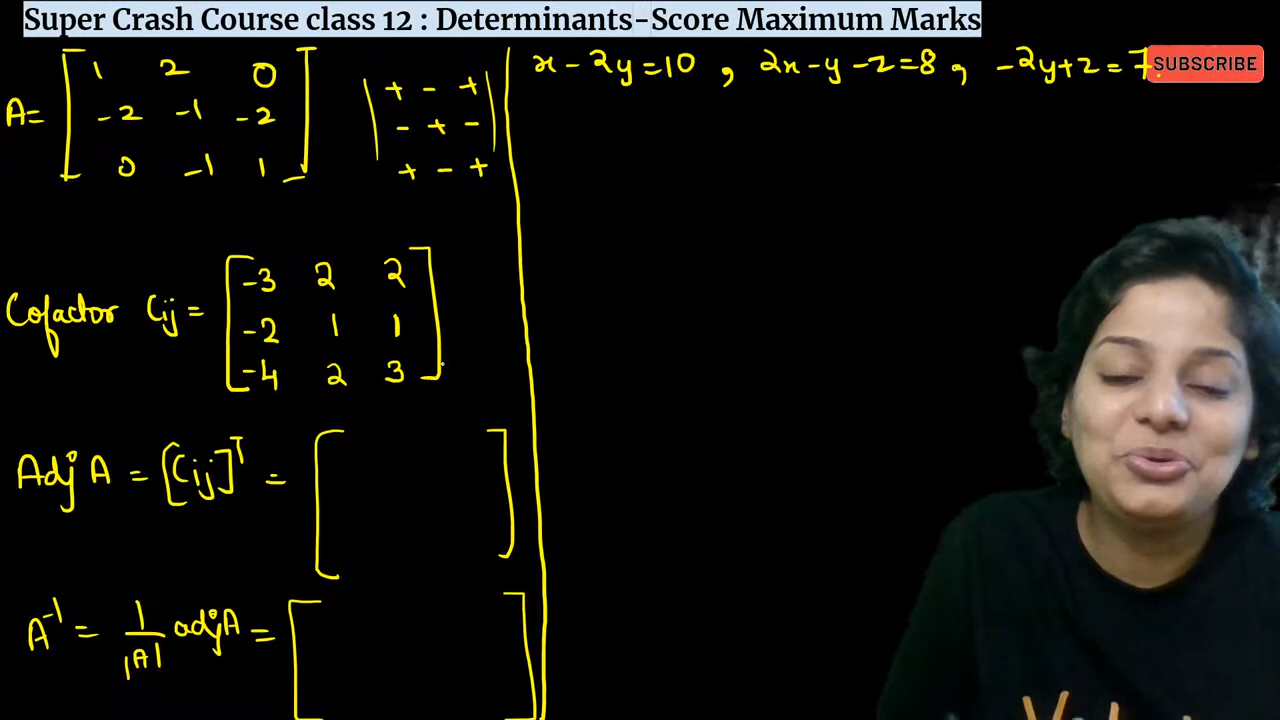 Super Crash Course class 12 : Determinants-Score Maximum Marks
A= [ 1 2 0
-2 -1 -2
0 -1 1 ]
| + - +
- + -
+ - + |
Cofactor Cij = [ -3 2 2
-2 1 1
-4 2 3 ]
Adj A = [Cij]ᵀ = [ ]
A⁻¹ = 1/|A| adjA = [ ]
x - 2y = 10 , 2x - y - z = 8 , -2y + z = 7.
SUBSCRIBE